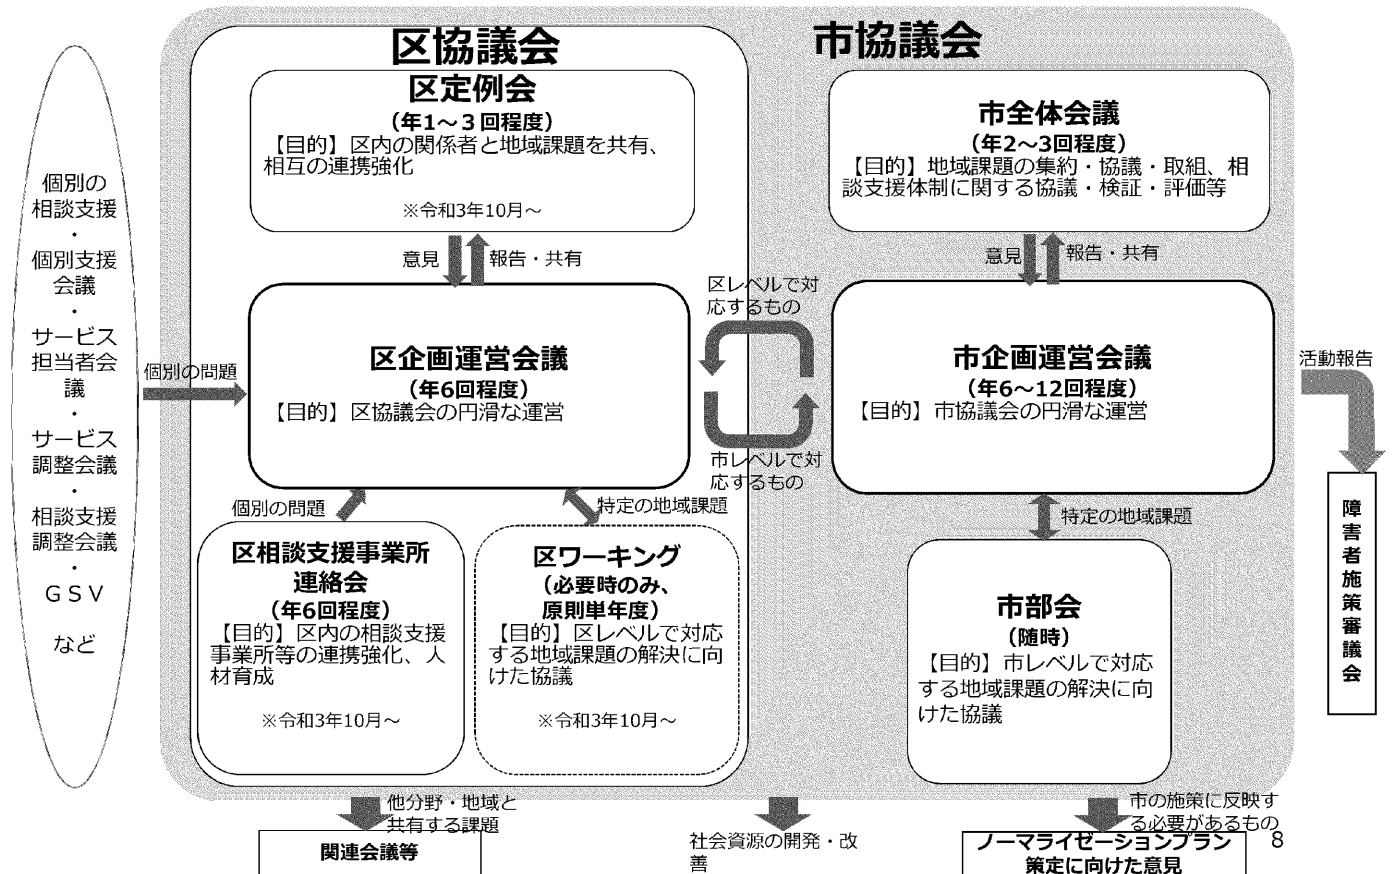 区協議会
市協議会
区定例会
(年1～３回程度)
【目的】区内の関係者と地域課題を共有、
相互の連携強化
※令和3年10月～
市全体会議
(年2～3回程度)
【目的】地域課題の集約・協議・取組、相
談支援体制に関する協議・検証・評価等
個別の
相談支援
・
個別支援
会議
・
サービス
担当者会
議
・
サービス
調整会議
・
相談支援
調整会議
・
ＧＳＶ
など
意見
報告・共有
意見
報告・共有
区レベルで対
応するもの
個別の問題
区企画運営会議
(年6回程度)
【目的】区協議会の円滑な運営
市企画運営会議
(年6～12回程度)
【目的】市協議会の円滑な運営
活動報告
市レベルで対
応するもの
個別の問題
特定の地域課題
特定の地域課題
障害者施策審議会
区相談支援事業所
連絡会
(年6回程度)
【目的】区内の相談支援
事業所等の連携強化、人
材育成
※令和3年10月～
区ワーキング
(必要時のみ、
原則単年度)
【目的】区レベルで対応
する地域課題の解決に向
けた協議
※令和3年10月～
市部会
(随時)
【目的】市レベルで対応
する地域課題の解決に向
けた協議
他分野・地域と
共有する課題
関連会議等
社会資源の開発・改
善
市の施策に反映す
る必要があるもの
ノーマライゼーションプラン
策定に向けた意見
8